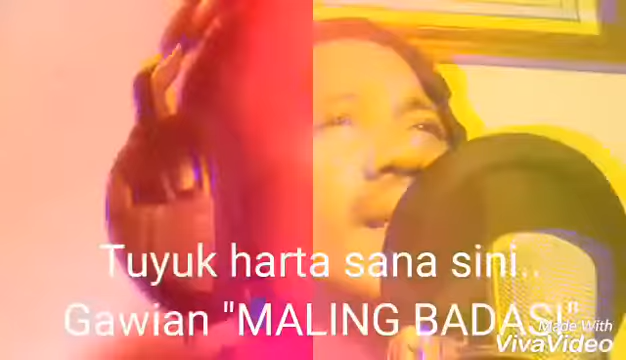 Tuyuk harta sana sini..
Gawian "MALING BADASI"
Made With
VivaVideo